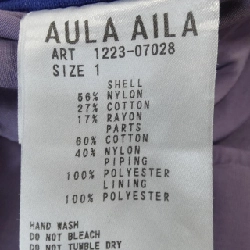 AULA AILA
ART 1223-07028
SIZE 1
SHELL
56% NYLON
27% COTTON
17% RAYON
PARTS
60% COTTON
40% NYLON
PIPING
100% POLYESTER
LINING
100% POLYESTER
HAND WASH
DO NOT BLEACH
DO NOT TUMBLE DRY